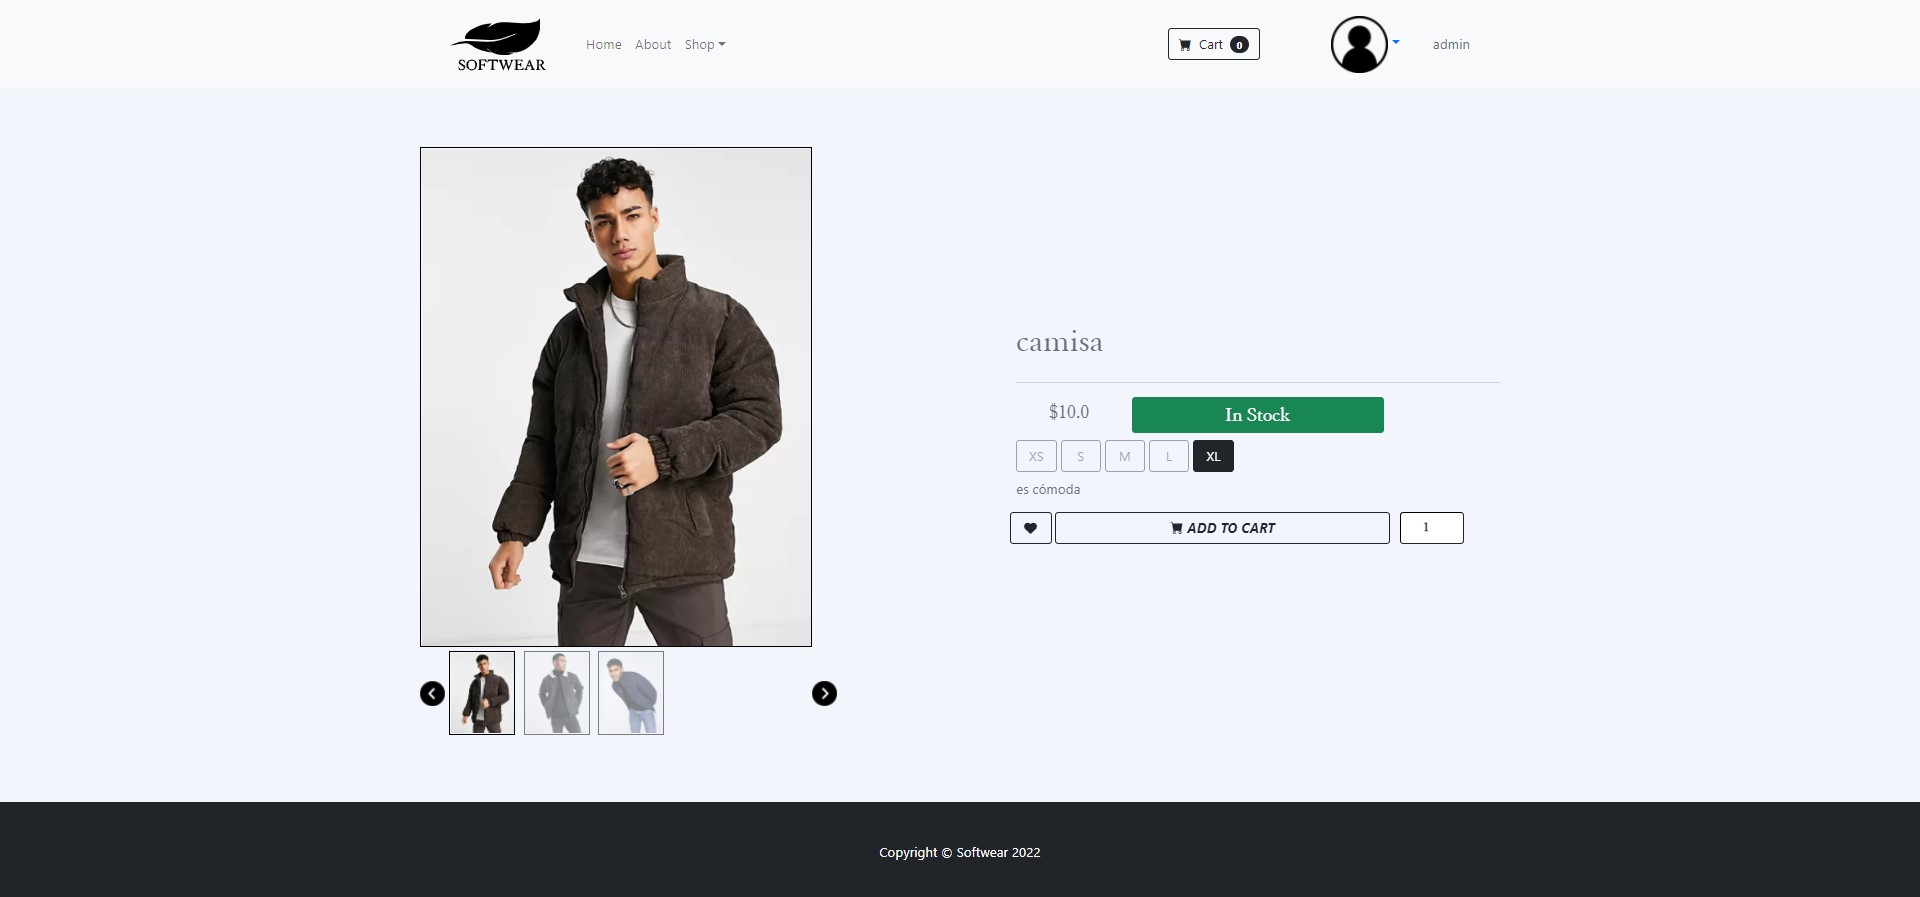 SOFTWEAR
Home About Shop
Cart 0
admin
camisa
$10.0
In Stock
XS S M L XL
es cómoda
ADD TO CART
1
Copyright © Softwear 2022